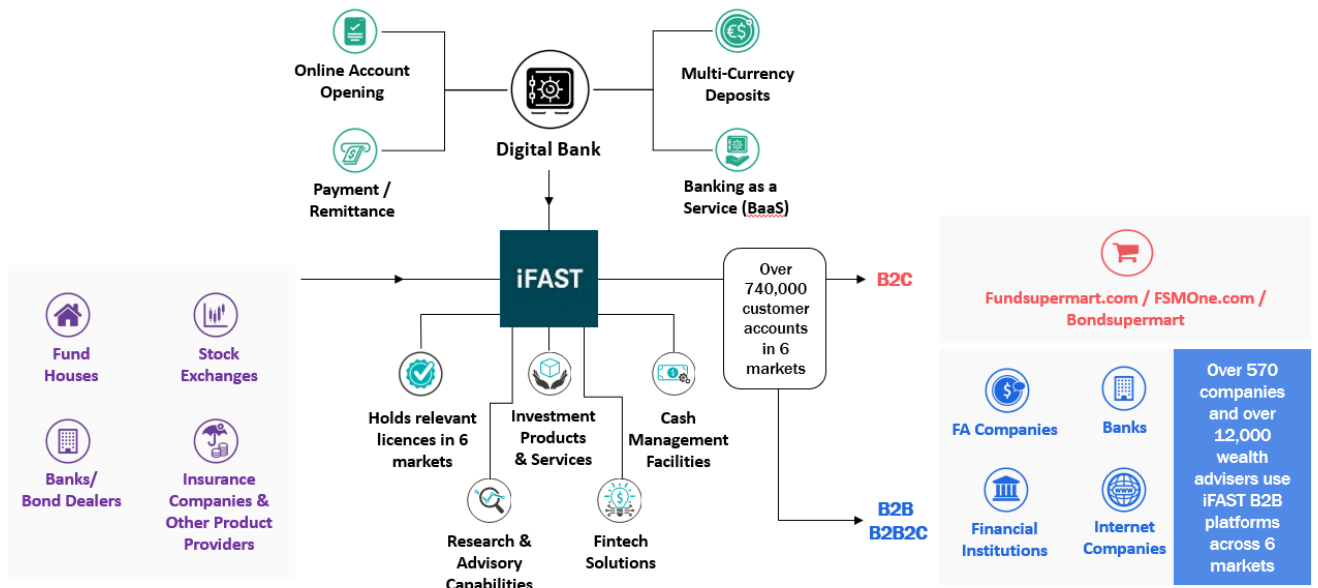 Online Account
Opening
Payment /
Remittance
Digital Bank
Multi-Currency
Deposits
Banking as a
Service (BaaS)
Fund
Houses
Stock
Exchanges
Banks/
Bond Dealers
Insurance
Companies &
Other Product
Providers
iFAST
Holds relevant
licences in 6
markets
Investment
Products
& Services
Cash
Management
Facilities
Research &
Advisory
Capabilities
Fintech
Solutions
Over
740,000
customer
accounts
in 6
markets
B2C
B2B
B2B2C
Fundsupermart.com / FSMOne.com /
Bondsupermart
FA Companies
Banks
Financial
Institutions
www
Internet
Companies
Over 570
companies
and over
12,000
wealth
advisers use
iFAST B2B
platforms
across 6
markets